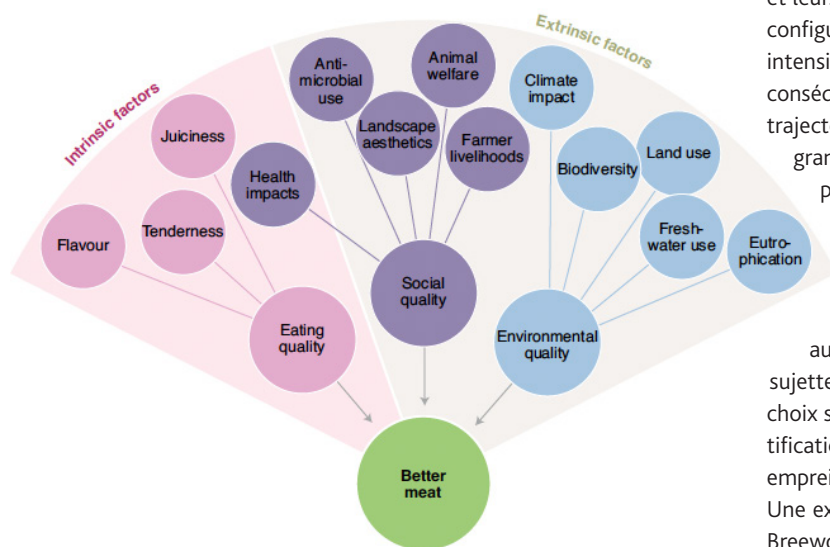 Intrinsic factors
Extrinsic factors
Flavour
Tenderness
Juiciness
Health
impacts
Anti-
microbial
use
Landscape
aesthetics
Animal
welfare
Farmer
livelihoods
Climate
impact
Biodiversity
Land use
Fresh-
water use
Eutro-
phication
Eating
quality
Social
quality
Environmental
quality
Better
meat
et leur
configu
intensi
consé
traject
gran
p
au
sujette
choix s
tificatio
emprei
Une ex
Breewo